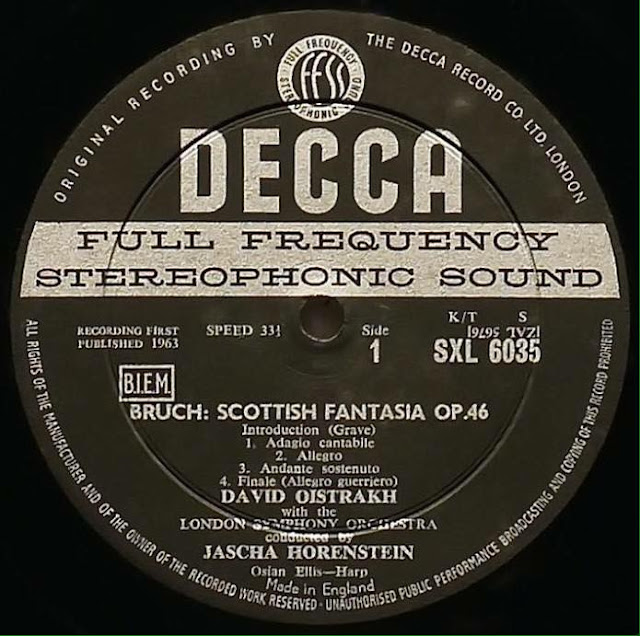 ORIGINAL RECORDING BY
THE DECCA RECORD CO LTD. LONDON
FULL FREQUENCY STEREOPHONIC SOUND
FFSS
DECCA
FULL FREQUENCY
STEREOPHONIC SOUND
RECORDING FIRST
PUBLISHED 1963
SPEED 33⅓
Side
1
K/T S
ZAL 5679
SXL 6035
B.I.E.M.
BRUCH: SCOTTISH FANTASIA OP.46
Introduction (Grave)
1. Adagio cantabile
2. Allegro
3. Andante sostenuto
4. Finale (Allegro guerriero)
DAVID OISTRAKH
with the
LONDON SYMPHONY ORCHESTRA
conducted by
JASCHA HORENSTEIN
Osian Ellis—Harp
Made in England
ALL RIGHTS OF THE MANUFACTURER AND OF THE OWNER OF THE RECORDED WORK RESERVED · UNAUTHORISED PUBLIC PERFORMANCE BROADCASTING AND COPYING OF THIS RECORD PROHIBITED